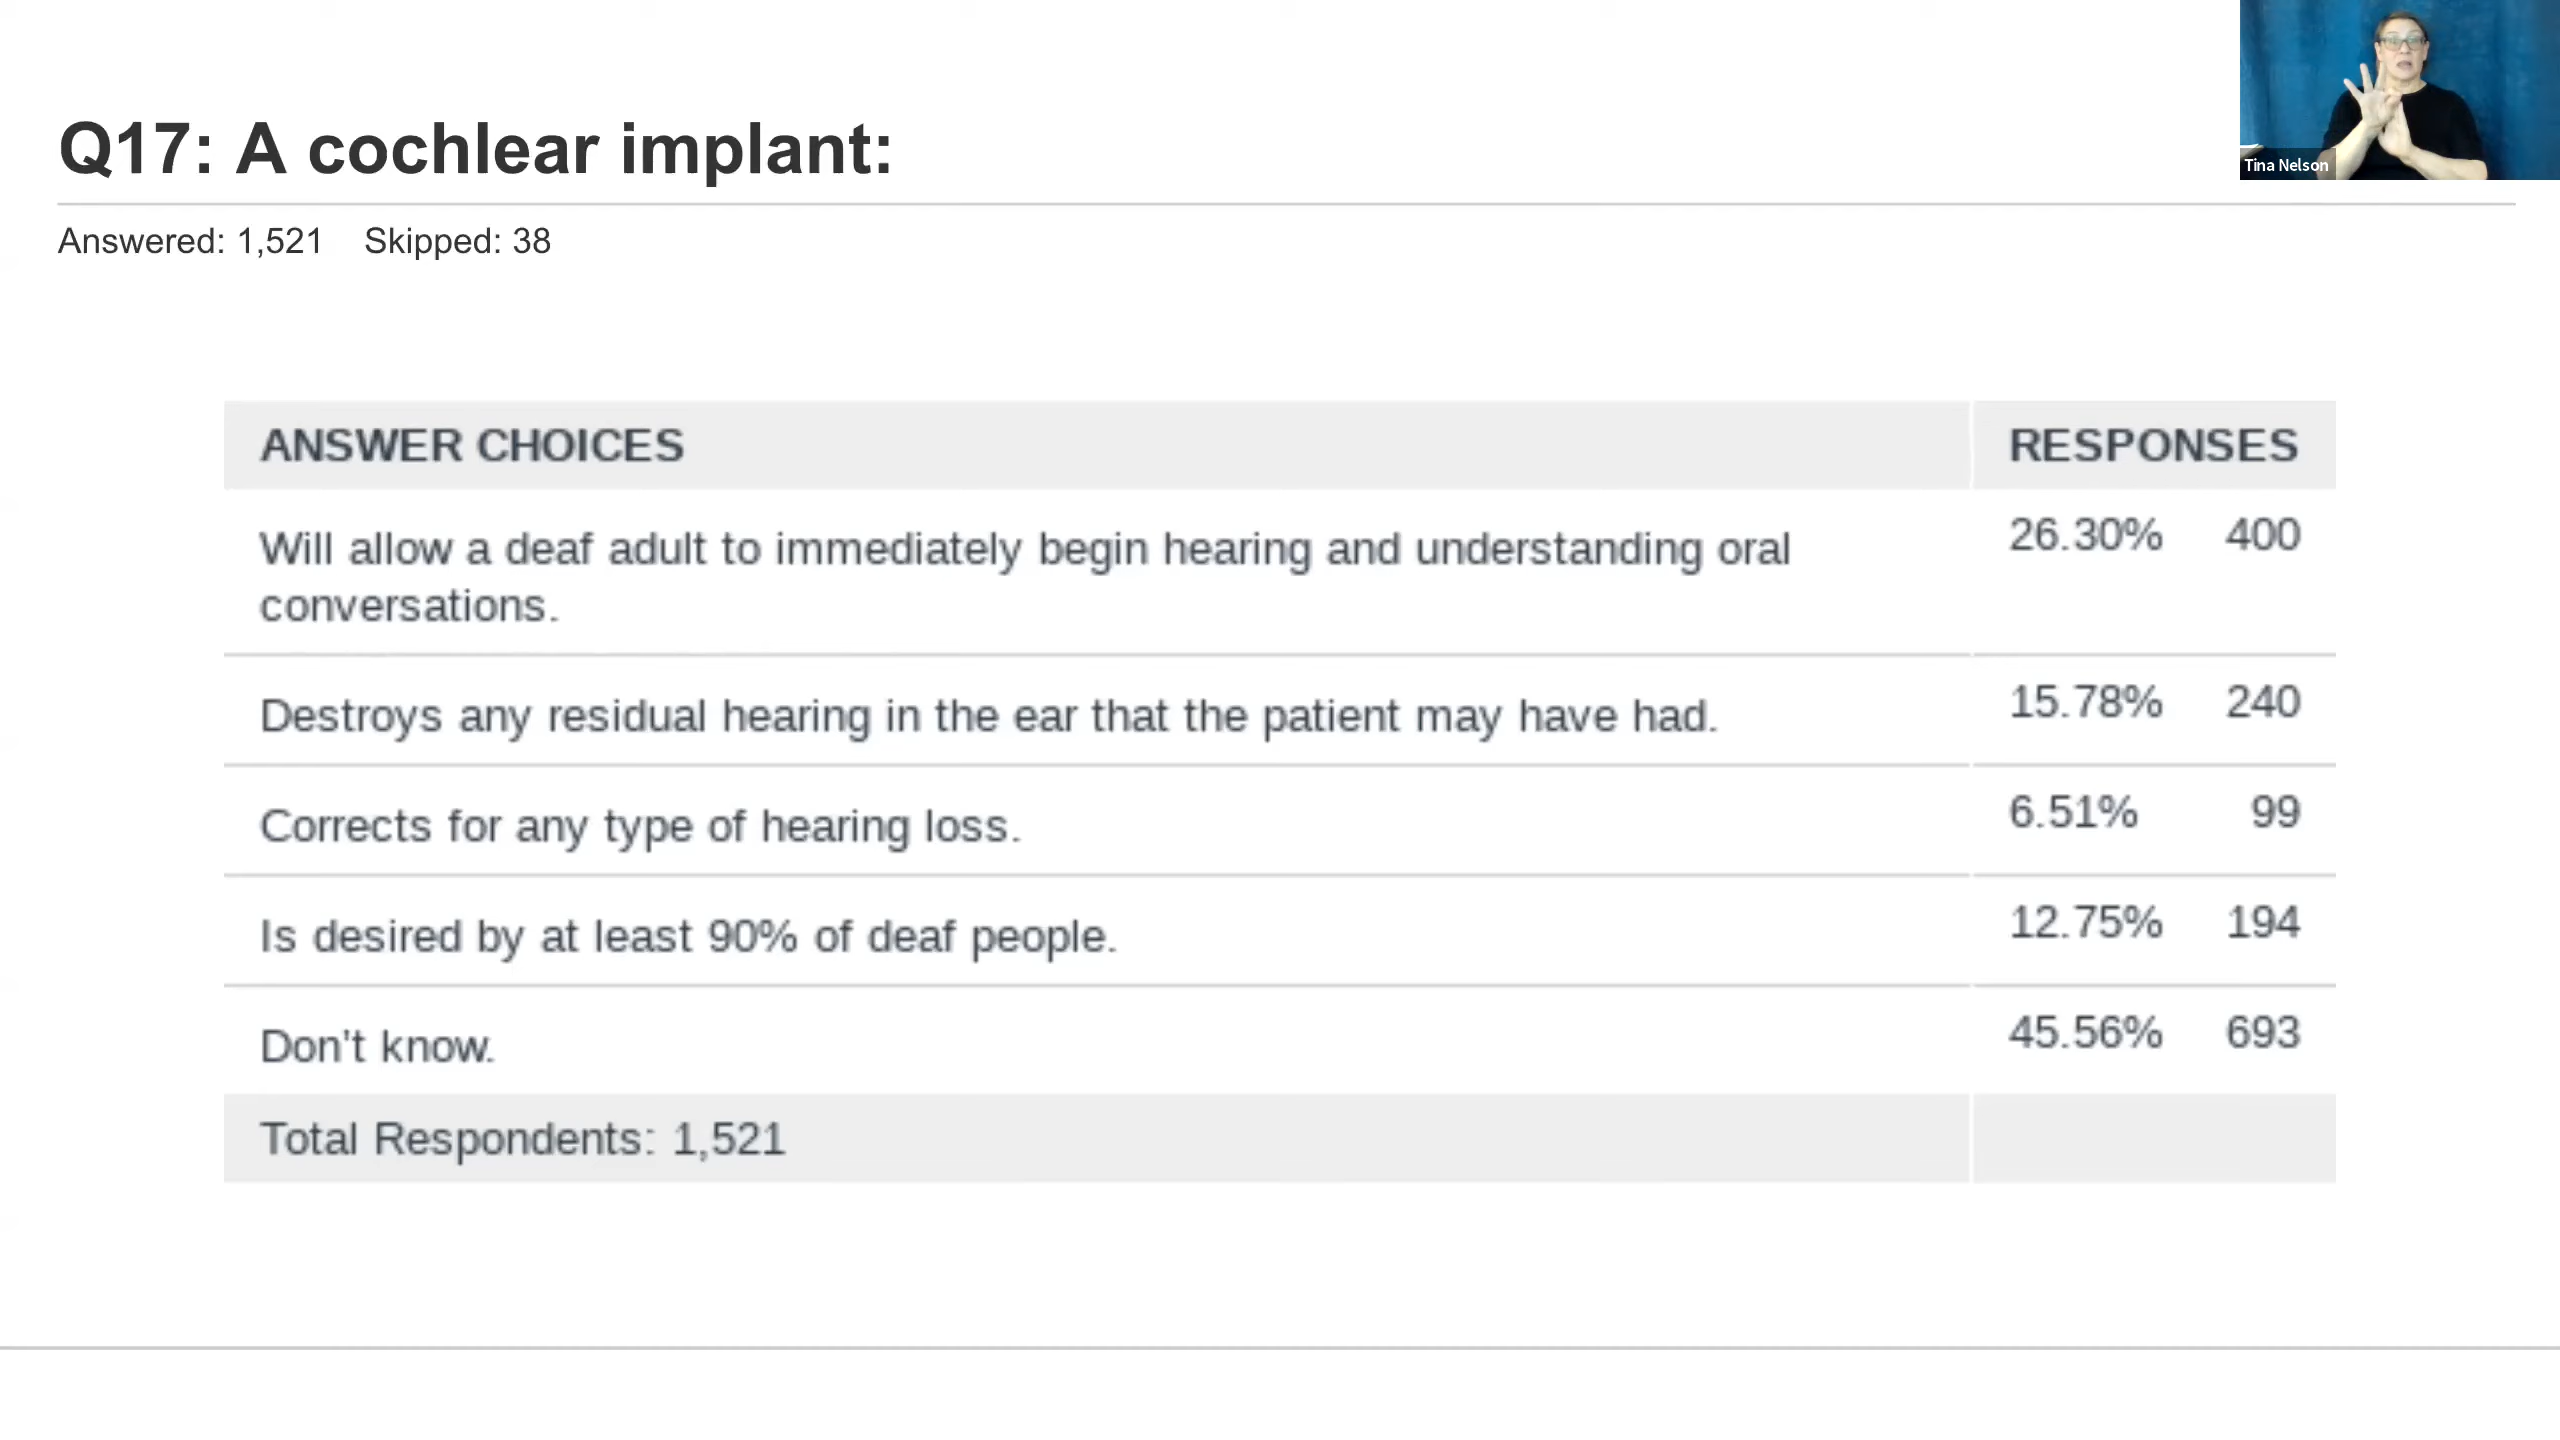 Tina Nelson
Q17: A cochlear implant:
Answered: 1,521 Skipped: 38
ANSWER CHOICES RESPONSES
Will allow a deaf adult to immediately begin hearing and understanding oral 26.30% 400
conversations.
Destroys any residual hearing in the ear that the patient may have had. 15.78% 240
Corrects for any type of hearing loss. 6.51% 99
Is desired by at least 90% of deaf people. 12.75% 194
Don't know. 45.56% 693
Total Respondents: 1,521